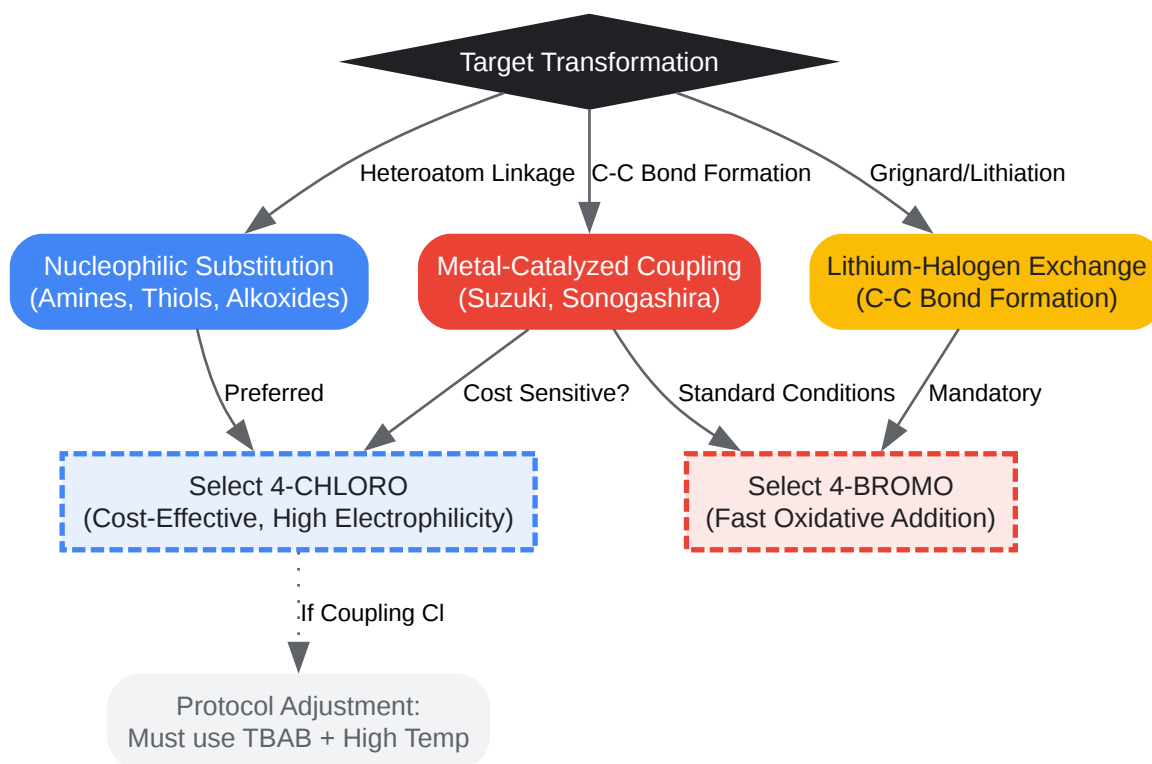 Target Transformation
Heteroatom Linkage
C-C Bond Formation
Grignard/Lithiation
Nucleophilic Substitution
(Amines, Thiols, Alkoxides)
Metal-Catalyzed Coupling
(Suzuki, Sonogashira)
Lithium-Halogen Exchange
(C-C Bond Formation)
Preferred
Cost Sensitive?
Standard Conditions
Mandatory
Select 4-CHLORO
(Cost-Effective, High Electrophilicity)
Select 4-BROMO
(Fast Oxidative Addition)
If Coupling Cl
Protocol Adjustment:
Must use TBAB + High Temp